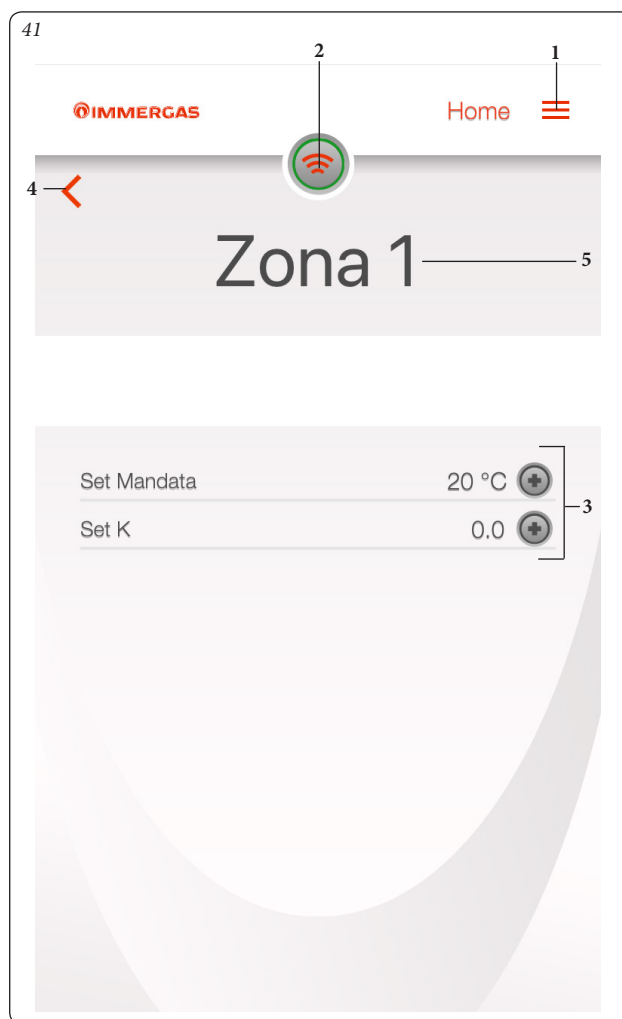 41
2
1
IMMERGAS
Home
4
Zona 1
5
Set Mandata
20 °C
3
Set K
0.0